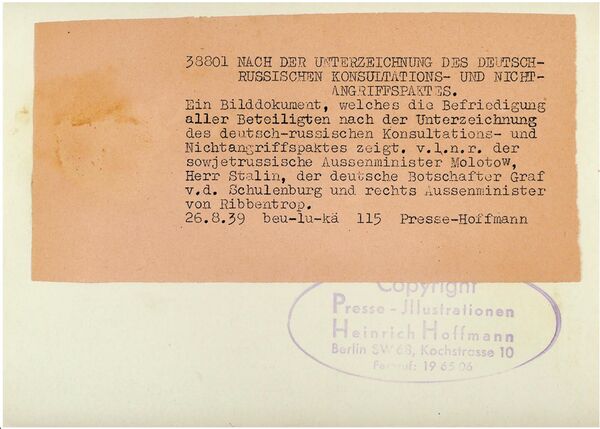 38801 NACH DER UNTERZEICHNUNG DES DEUTSCH-
RUSSISCHEN KONSULTATIONS- UND NICHT-
ANGRIFFSPAKTES.
Ein Bilddokument, welches die Befriedigung
aller Beteiligten nach der Unterzeichnung
des deutsch-russischen Konsultations- und
Nichtangriffspaktes zeigt. v.l.n.r. der
sowjetrussische Aussenminister Molotow,
Herr Stalin, der deutsche Botschafter Graf
v.d. Schulenburg und rechts Aussenminister
von Ribbentrop.
26.8.39 beu-lu-kä 115 Presse-Hoffmann
Copyright
Presse - Jllustrationen
Heinrich Hoffmann
Berlin SW 68, Kochstrasse 10
Fernruf: 19 65 06